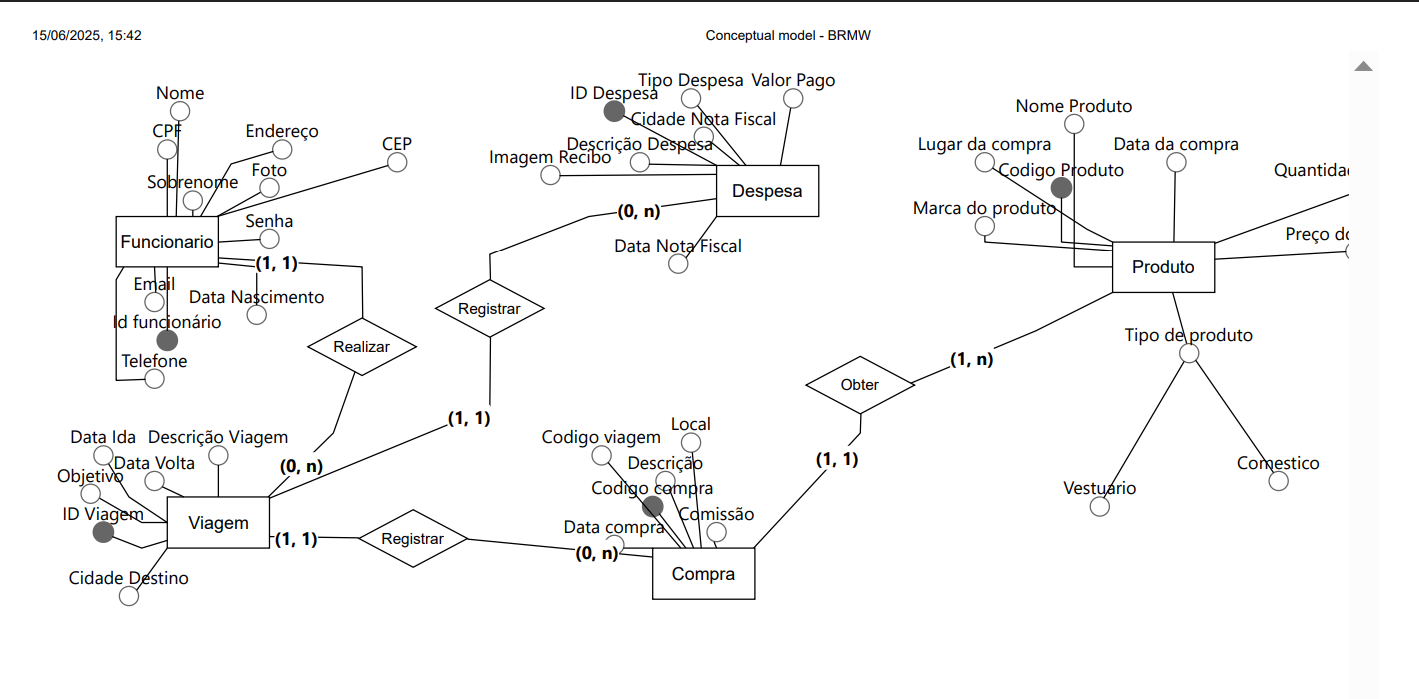 15/06/2025, 15:42
Conceptual model - BRMW
Nome
CPF
Endereço
CEP
Sobrenome
Foto
Senha
Funcionario
(1, 1)
Email
Data Nascimento
Id funcionário
Telefone
Realizar
(0, n)
Tipo Despesa
Valor Pago
ID Despesa
Cidade Nota Fiscal
Descrição Despesa
Imagem Recibo
Despesa
(0, n)
Data Nota Fiscal
Registrar
(1, 1)
Nome Produto
Lugar da compra
Data da compra
Codigo Produto
Quantida
Marca do produto
Preço do
Produto
Tipo de produto
Vestuário
Comestico
(1, n)
Obter
(1, 1)
Data Ida
Descrição Viagem
Data Volta
Objetivo
ID Viagem
Viagem
Cidade Destino
(1, 1)
Registrar
(0, n)
Local
Codigo viagem
Descrição
Codigo compra
Comissão
Data compra
Compra